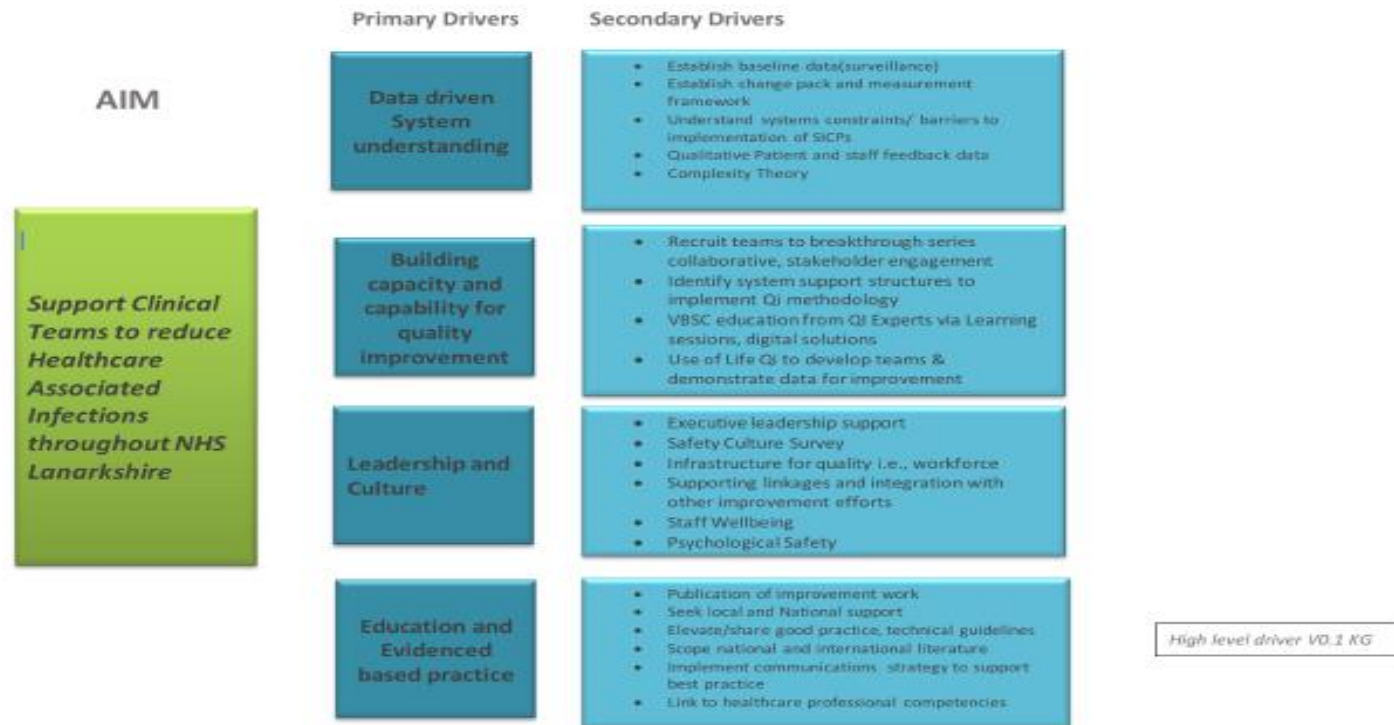 Primary Drivers
Secondary Drivers
AIM
Support Clinical
Teams to reduce
Healthcare
Associated
Infections
throughout NHS
Lanarkshire
Data driven
System
understanding
• Establish baseline data(surveillance)
• Establish change pack and measurement
framework
• Understand systems constraints/ barriers to
implementation of SICPs
• Qualitative Patient and staff feedback data
• Complexity Theory
Building
capacity and
capability for
quality
improvement
• Recruit teams to breakthrough series
collaborative, stakeholder engagement
• Identify system support structures to
implement Qi methodology
• VBSC education from QI Experts via Learning
sessions, digital solutions
• Use of Life Qi to develop teams &
demonstrate data for improvement
Leadership and
Culture
• Executive leadership support
• Safety Culture Survey
• Infrastructure for quality i.e., workforce
• Supporting linkages and integration with
other improvement efforts
• Staff Wellbeing
• Psychological Safety
Education and
Evidenced
based practice
• Publication of improvement work
• Seek local and National support
• Elevate/share good practice, technical guidelines
• Scope national and international literature
• Implement communications strategy to support
best practice
• Link to healthcare professional competencies
High level driver V0.1 KG